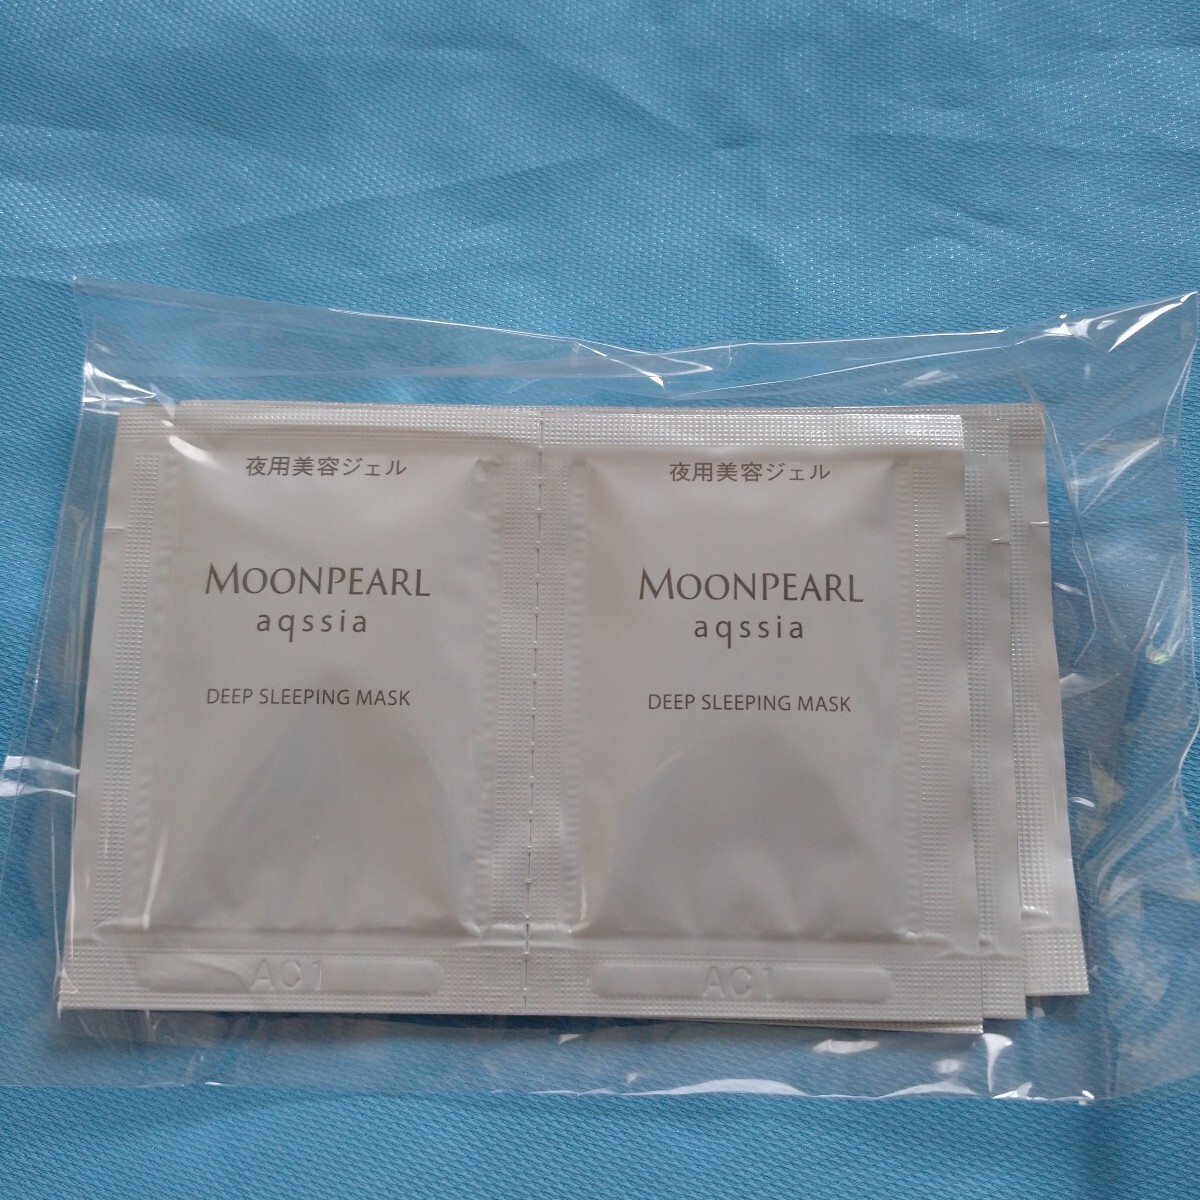 夜用美容ジェル
MOONPEARL
aqssia
DEEP SLEEPING MASK
AC1
夜用美容ジェル
MOONPEARL
aqssia
DEEP SLEEPING MASK
AC1